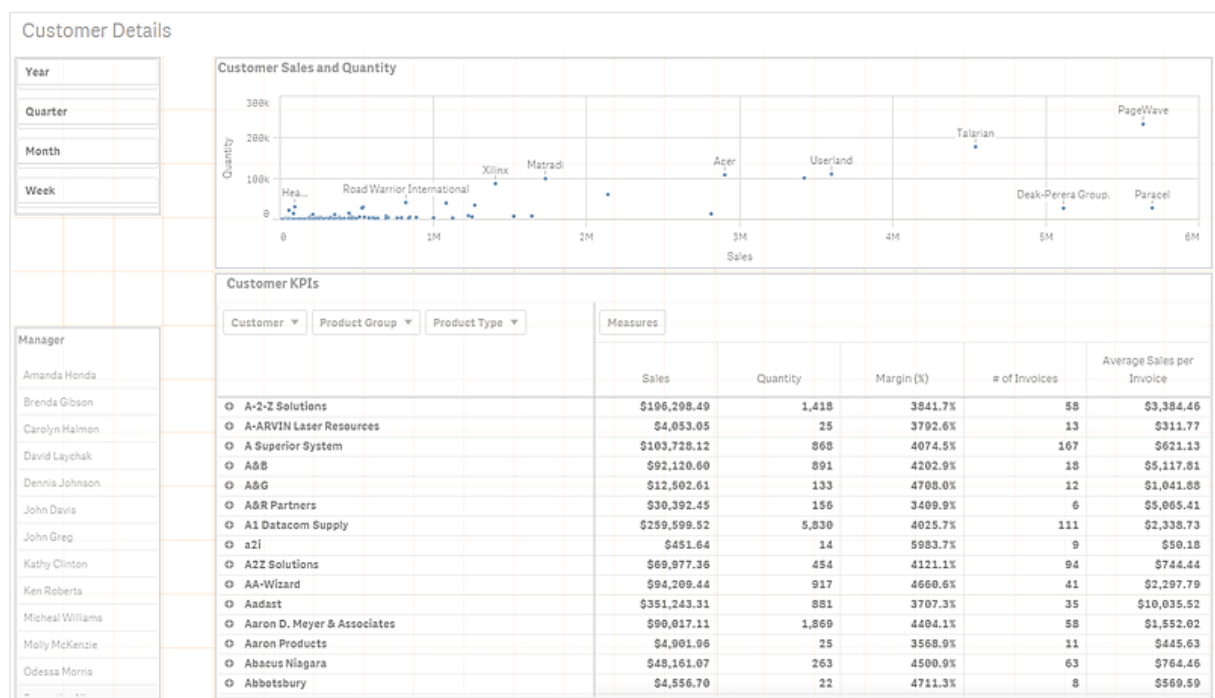 Customer Details
Year
Quarter
Month
Week
Customer Sales and Quantity
Quantity
300k
200k
100k
0
PageWave
Talarian
Acer
Userland
Xilinx
Matradi
Hea...
Road Warrior International
Deak-Perera Group.
Paracel
0 1M 2M 3M 4M 5M 6M
Sales
Manager
Amanda Honda
Brenda Gibson
Carolyn Halmon
David Laychak
Dennis Johnson
John Davis
John Greg
Kathy Clinton
Ken Roberts
Micheal Williams
Molly McKenzie
Odessa Morris
Customer KPIs
Customer Product Group Product Type Measures
Sales Quantity Margin (%) # of Invoices Average Sales per
Invoice
A-2-Z Solutions $196,298.49 1,418 3841.7% 58 $3,384.46
A-ARVIN Laser Resources $4,053.05 25 3792.6% 13 $311.77
A Superior System $103,728.12 868 4074.5% 167 $621.13
A&B $92,120.60 891 4202.9% 18 $5,117.81
A&G $12,502.61 133 4708.0% 12 $1,041.88
A&R Partners $30,392.45 156 3409.9% 6 $5,065.41
A1 Datacom Supply $259,599.52 5,830 4025.7% 111 $2,338.73
a2i $451.64 14 5983.7% 9 $50.18
A2Z Solutions $69,977.36 454 4121.1% 94 $744.44
AA-Wizard $94,209.44 917 4660.6% 41 $2,297.79
Aadast $351,243.31 881 3707.3% 35 $10,035.52
Aaron D. Meyer & Associates $90,017.11 1,869 4404.1% 58 $1,552.02
Aaron Products $4,901.96 25 3568.9% 11 $445.63
Abacus Niagara $48,161.07 263 4500.9% 63 $764.46
Abbotsbury $4,556.70 22 4711.3% 8 $569.59